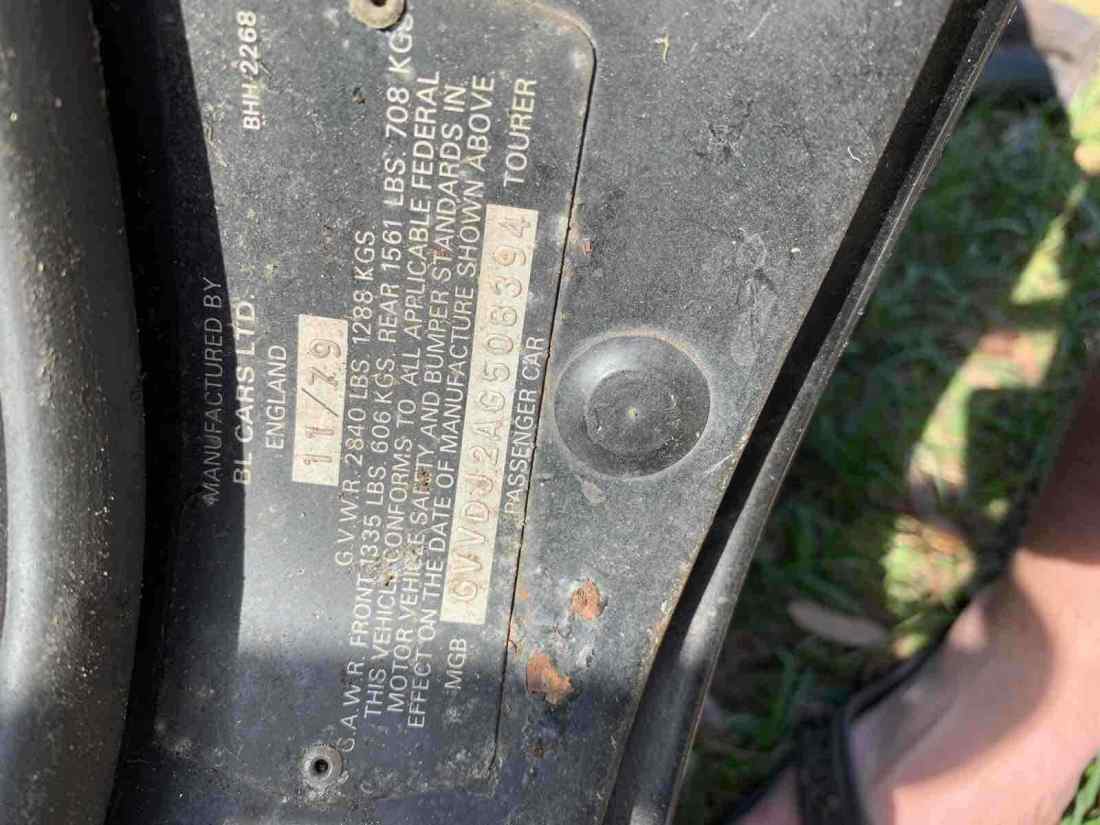 BHH 2268
MANUFACTURED BY
BL CARS LTD.
ENGLAND
11/79
G.V.W.R. 2840 LBS 1288 KGS
G.A.W.R. FRONT 1335 LBS. 606 KGS. REAR 1561 LBS. 708 KGS
THIS VEHICLE CONFORMS TO ALL APPLICABLE FEDERAL
MOTOR VEHICLE SAFETY AND BUMPER STANDARDS IN
EFFECT ON THE DATE OF MANUFACTURE SHOWN ABOVE
MGB GVVDJ2AG506394 TOURER
PASSENGER CAR